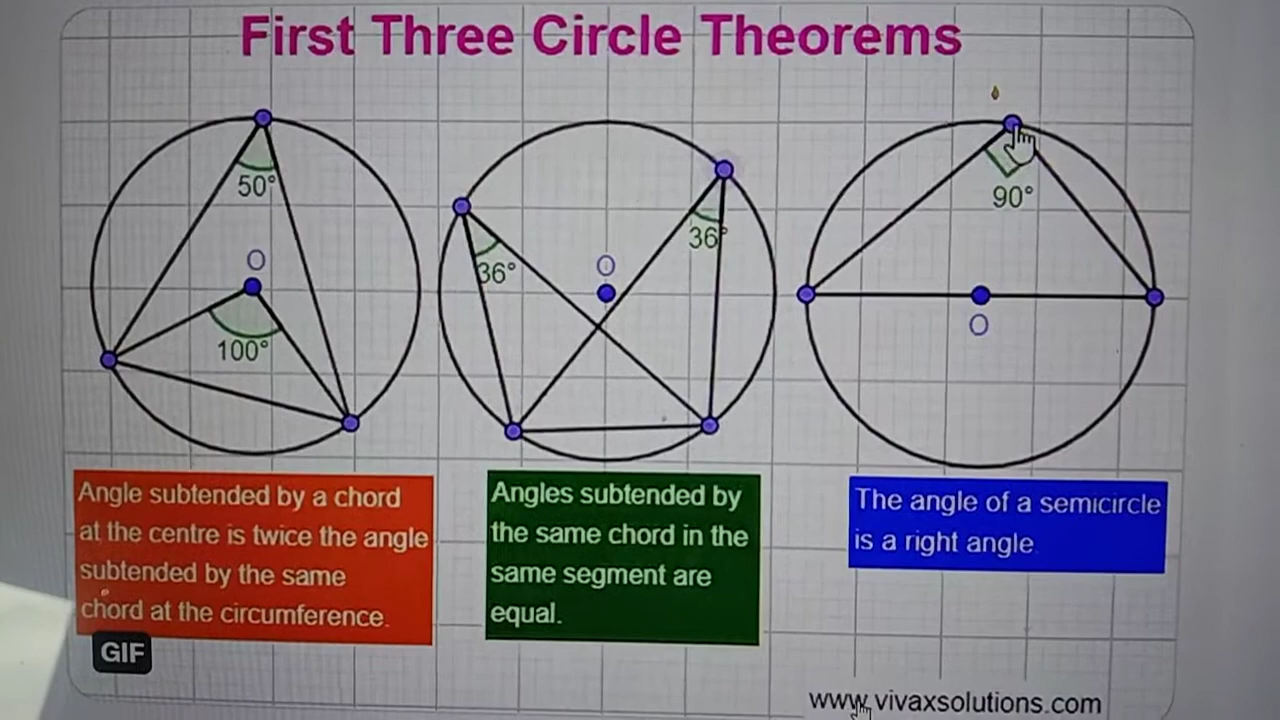 First Three Circle Theorems
50°
O
100°
36°
O
36°
90°
O
Angle subtended by a chord
at the centre is twice the angle
subtended by the same
chord at the circumference.
Angles subtended by
the same chord in the
same segment are
equal.
The angle of a semicircle
is a right angle
GIF
www.vivaxsolutions.com